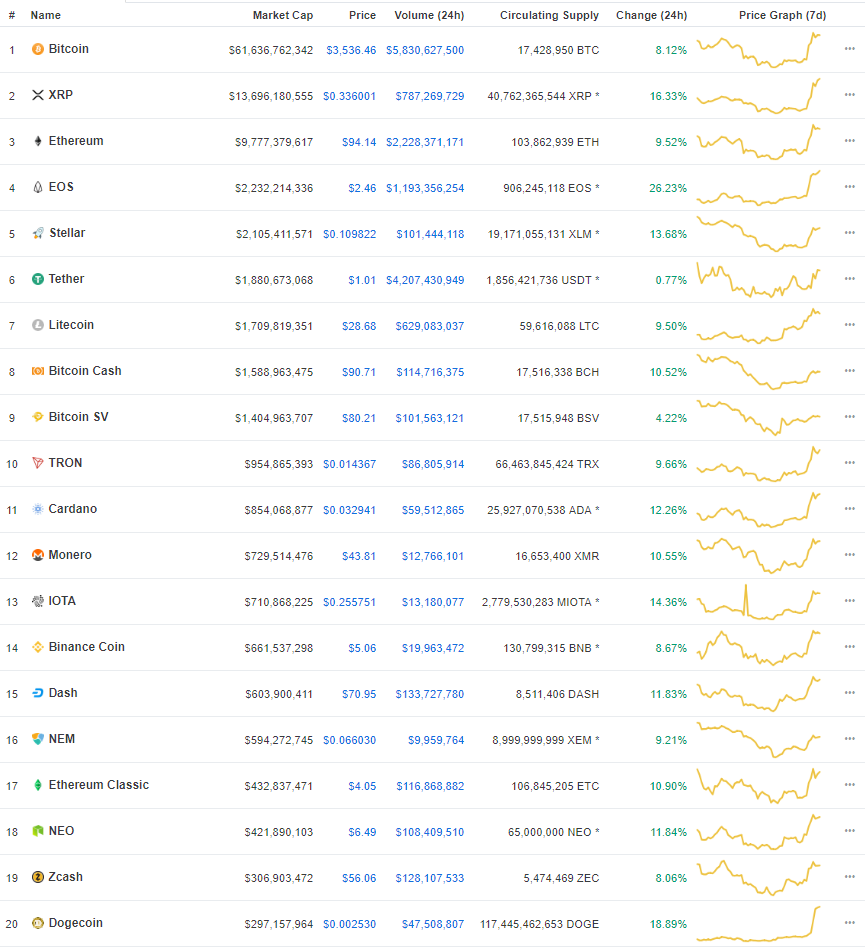 # Name Market Cap Price Volume (24h) Circulating Supply Change (24h) Price Graph (7d)
1 Bitcoin $61,636,762,342 $3,536.46 $5,830,627,500 17,428,950 BTC 8.12%
2 XRP $13,696,180,555 $0.336001 $787,269,729 40,762,365,544 XRP * 16.33%
3 Ethereum $9,777,379,617 $94.14 $2,228,371,171 103,862,939 ETH 9.52%
4 EOS $2,232,214,336 $2.46 $1,193,356,254 906,245,118 EOS * 26.23%
5 Stellar $2,105,411,571 $0.109822 $101,444,118 19,171,055,131 XLM * 13.68%
6 Tether $1,880,673,068 $1.01 $4,207,430,949 1,856,421,736 USDT * 0.77%
7 Litecoin $1,709,819,351 $28.68 $629,083,037 59,616,088 LTC 9.50%
8 Bitcoin Cash $1,588,963,475 $90.71 $114,716,375 17,516,338 BCH 10.52%
9 Bitcoin SV $1,404,963,707 $80.21 $101,563,121 17,515,948 BSV 4.22%
10 TRON $954,865,393 $0.014367 $86,805,914 66,463,845,424 TRX 9.66%
11 Cardano $854,068,877 $0.032941 $59,512,865 25,927,070,538 ADA * 12.26%
12 Monero $729,514,476 $43.81 $12,766,101 16,653,400 XMR 10.55%
13 IOTA $710,868,225 $0.255751 $13,180,077 2,779,530,283 MIOTA * 14.36%
14 Binance Coin $661,537,298 $5.06 $19,963,472 130,799,315 BNB * 8.67%
15 Dash $603,900,411 $70.95 $133,727,780 8,511,406 DASH 11.83%
16 NEM $594,272,745 $0.066030 $9,959,764 8,999,999,999 XEM * 9.21%
17 Ethereum Classic $432,837,471 $4.05 $116,868,882 106,845,205 ETC 10.90%
18 NEO $421,890,103 $6.49 $108,409,510 65,000,000 NEO * 11.84%
19 Zcash $306,903,472 $56.06 $128,107,533 5,474,469 ZEC 8.06%
20 Dogecoin $297,157,964 $0.002530 $47,508,807 117,445,462,653 DOGE 18.89%